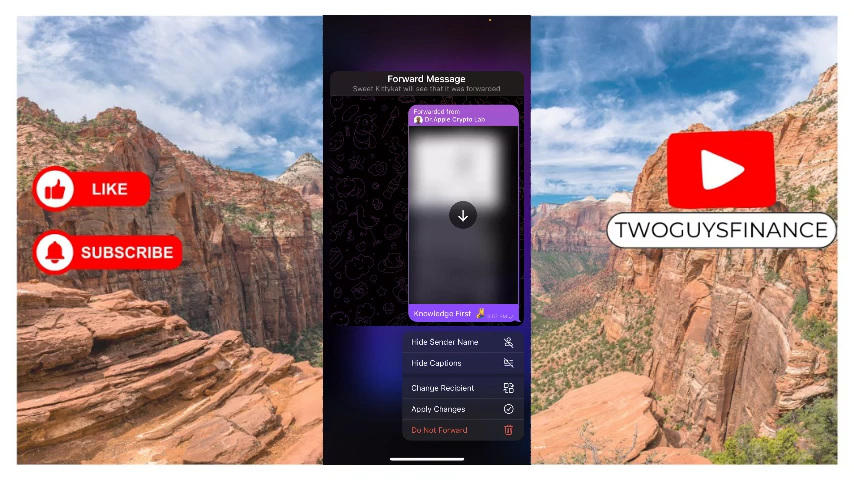 Forward Message
Sweet Kittykat will see that it was forwarded
Forwarded from
Dr.Apple Crypto Lab
LIKE
SUBSCRIBE
TWOGUYSFINANCE
Knowledge First
Hide Sender Name
Hide Captions
Change Recipient
Apply Changes
Do Not Forward